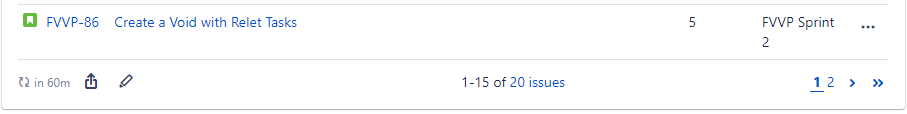 FVVP-86 Create a Void with Relet Tasks 5 FVVP Sprint
2
in 60m 1-15 of 20 issues 1 2 › »